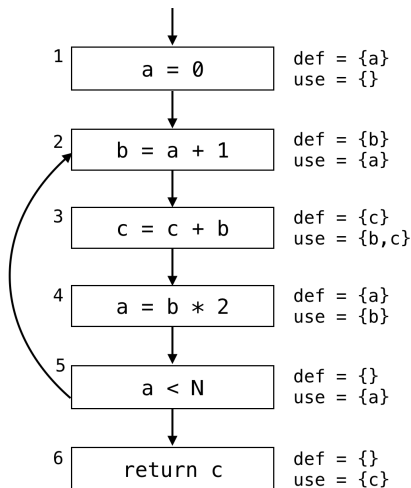 1
a = 0
def = {a}
use = {}
2
b = a + 1
def = {b}
use = {a}
3
c = c + b
def = {c}
use = {b,c}
4
a = b * 2
def = {a}
use = {b}
5
a < N
def = {}
use = {a}
6
return c
def = {}
use = {c}